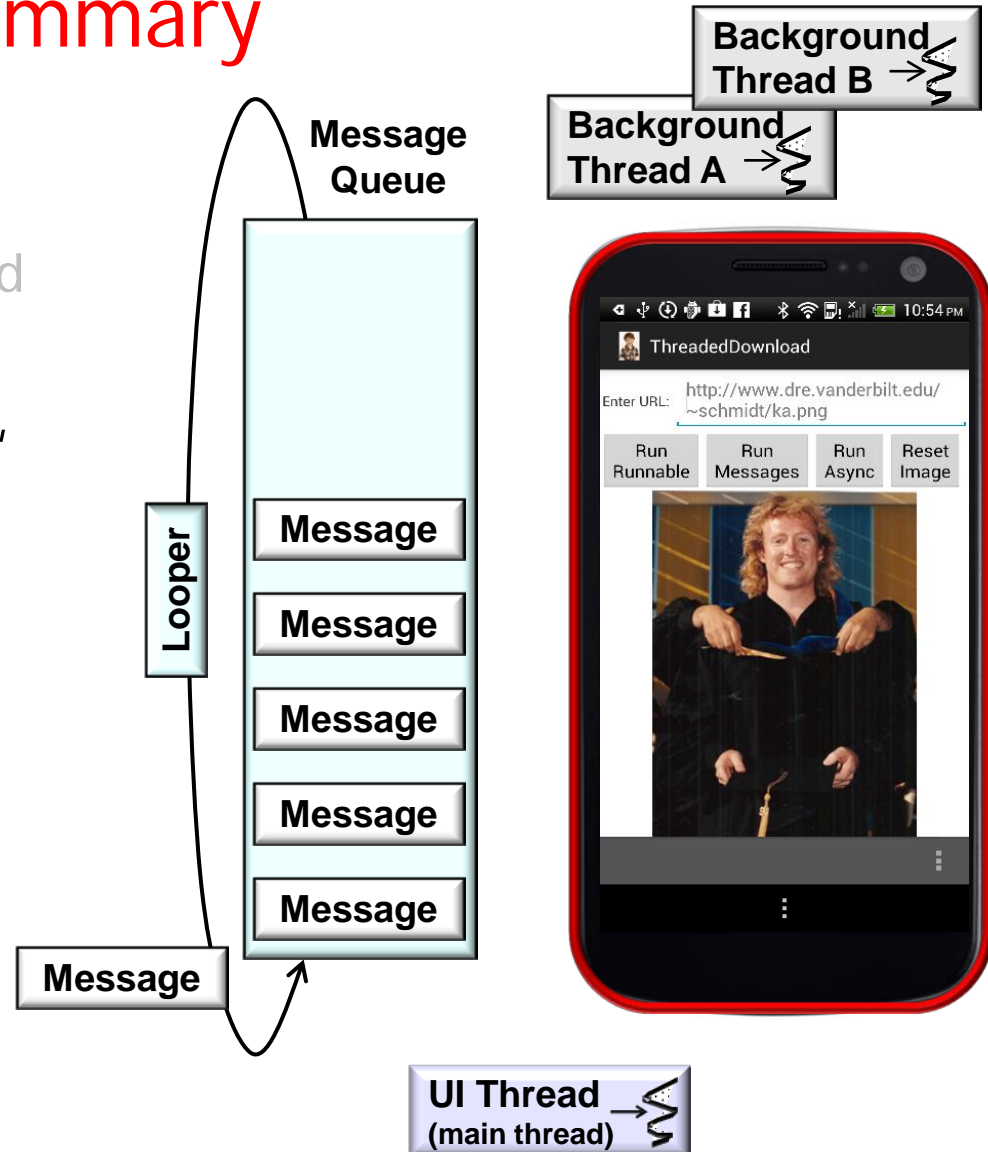 mmary
d
Message
Queue
Background
Thread B
Background
Thread A
Looper
Message
Message
Message
Message
Message
Message
10:54 PM
ThreadedDownload
Enter URL:
http://www.dre.vanderbilt.edu/
~schmidt/ka.png
Run
Runnable
Run
Messages
Run
Async
Reset
Image
UI Thread
(main thread)